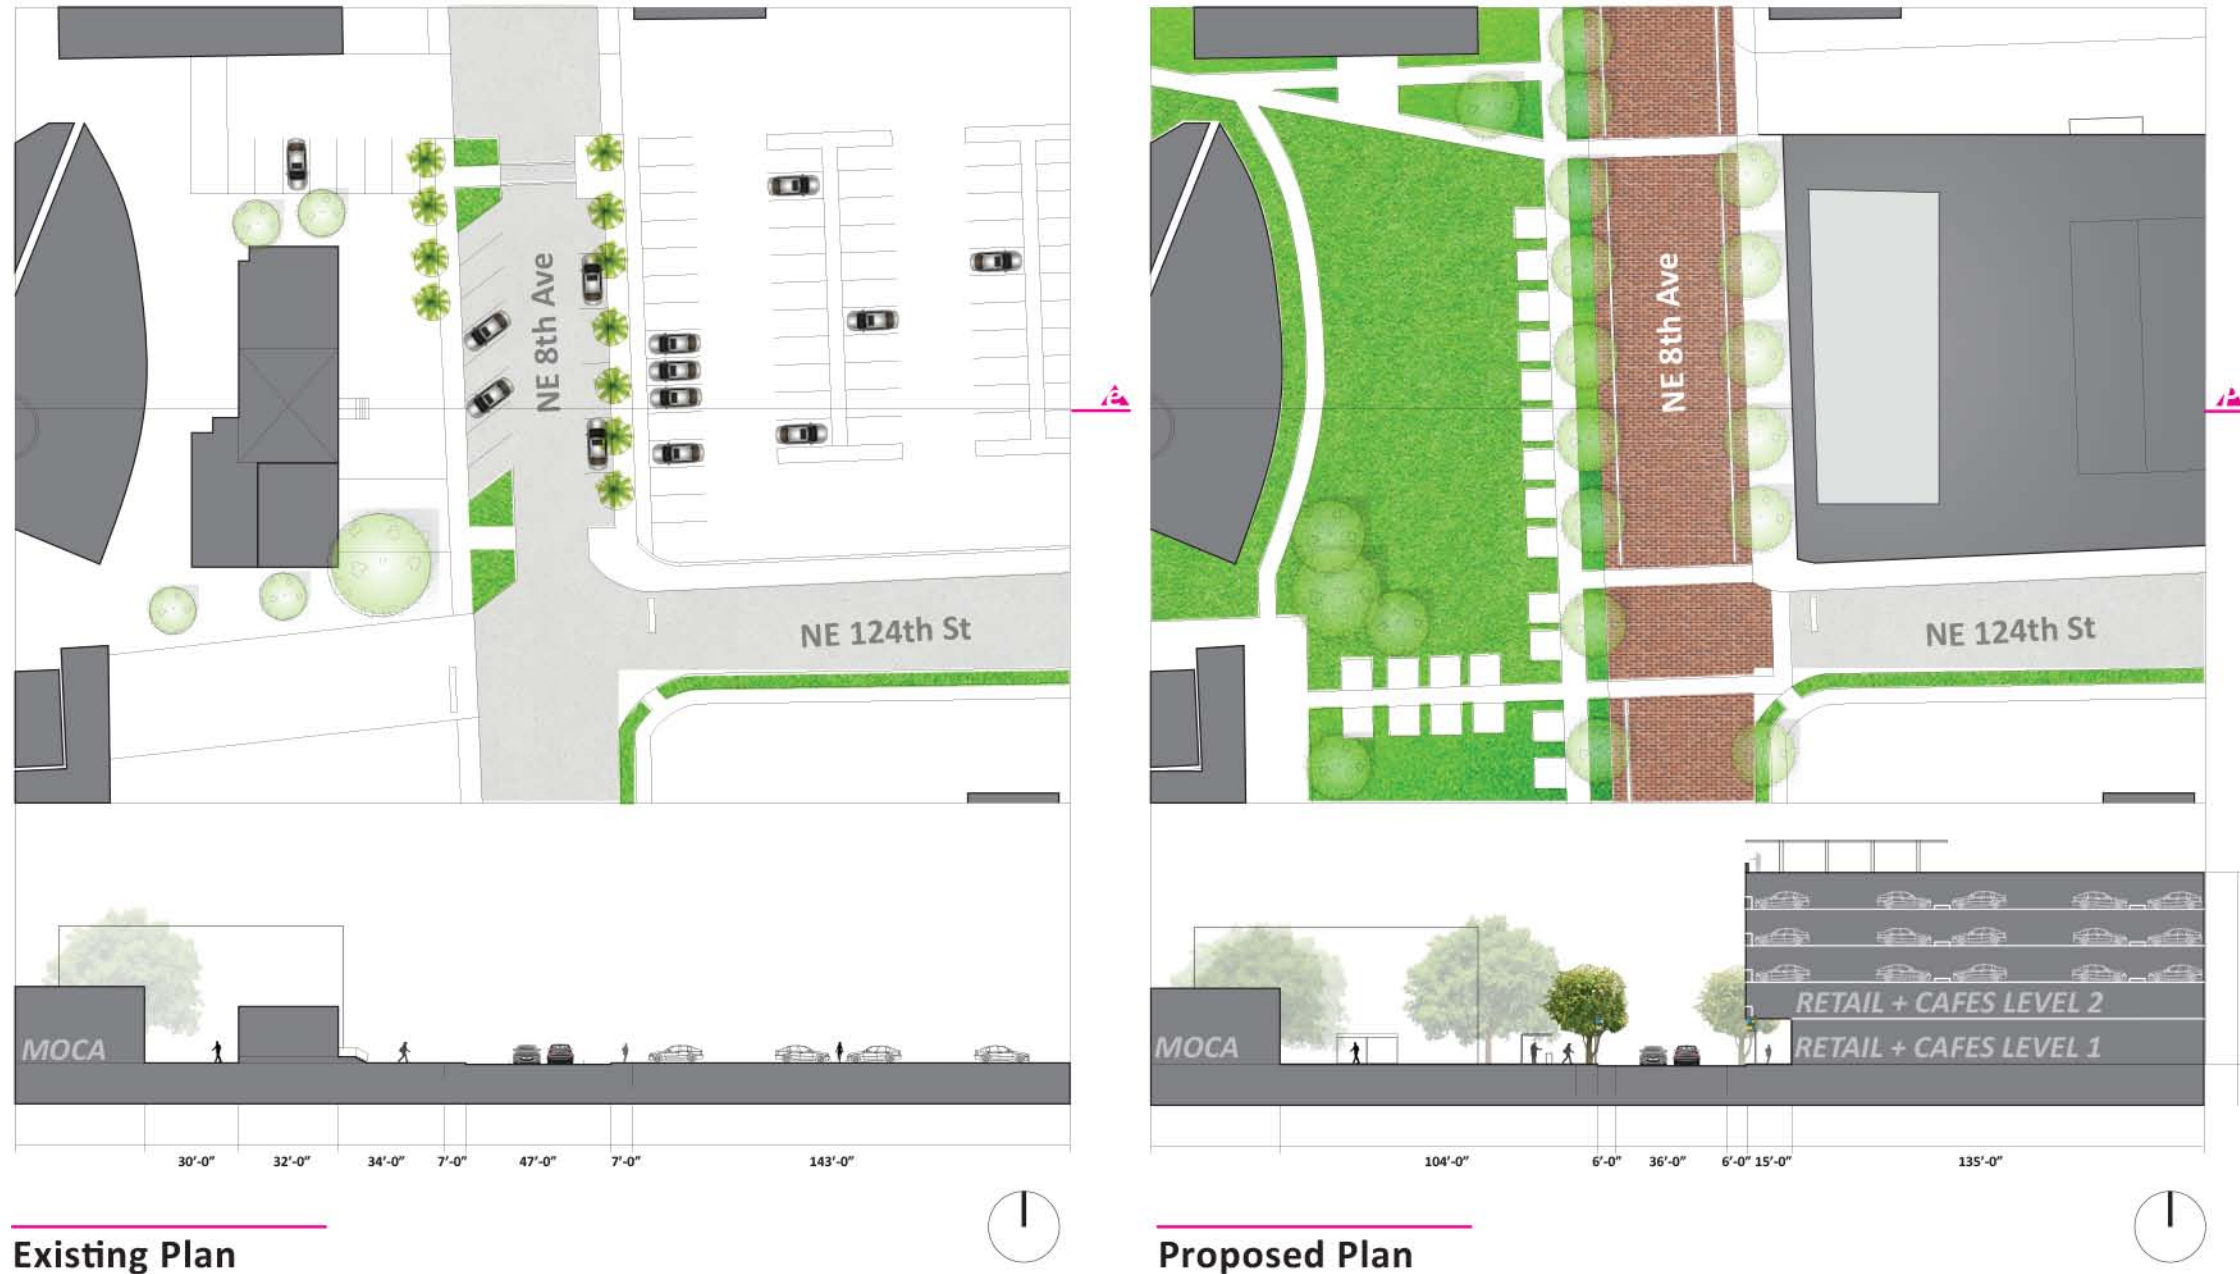 NE 8th Ave
NE 124th St
MOCA
30'-0"
32'-0"
34'-0"
7'-0"
47'-0"
7'-0"
143'-0"
Existing Plan
NE 8th Ave
NE 124th St
MOCA
RETAIL + CAFES LEVEL 2
RETAIL + CAFES LEVEL 1
104'-0"
6'-0"
36'-0"
6'-0"
15'-0"
135'-0"
Proposed Plan